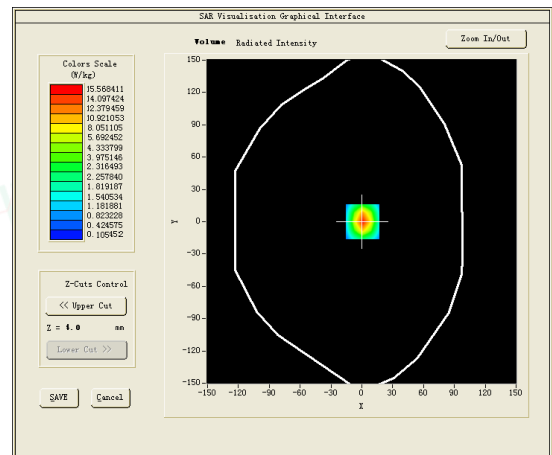 SAR Visualisation Graphical Interface
Volume Radiated Intensity
Zoom In/Out
Colors Scale
(W/kg)
15.568411
14.097424
12.379459
10.921053
8.051105
5.692452
4.333799
3.975146
2.316493
2.257840
1.819187
1.540534
1.181881
0.823228
0.424575
0.105452
Z-Cuts Control
<< Upper Cut
Z = 4.0 mm
Lower Cut >>
SAVE
Cancel
150
120
90
60
30
0
-30
-60
-90
-120
-150
Y
-150 -120 -90 -60 -30 0 30 60 90 120 150
X